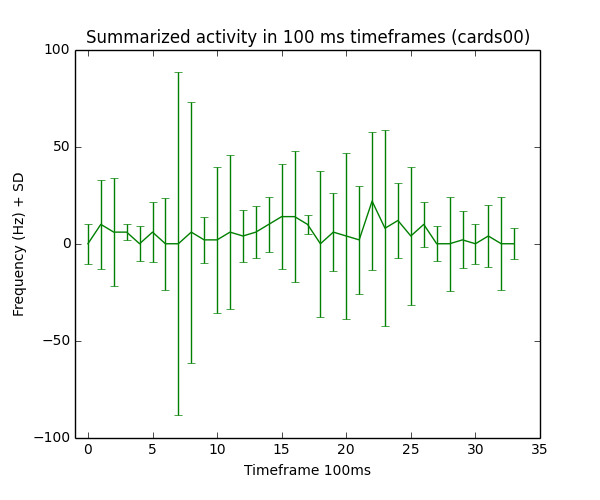 Summarized activity in 100 ms timeframes (cards00)
100
50
0
−50
−100
Frequency (Hz) + SD
0 5 10 15 20 25 30 35
Timeframe 100ms